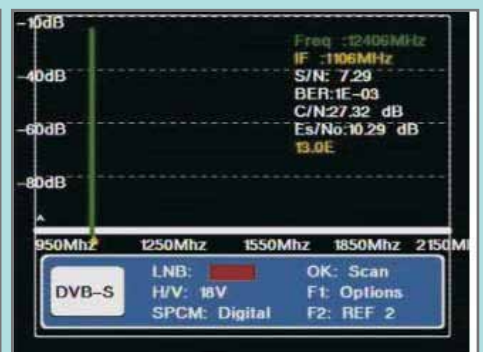 -10dB
Freq :12406MHz
IF :1106MHz
-40dB
S/N: 7.29
BER:1E-03
C/N:27.32 dB
-60dB
Es/No:10.29 dB
13.0E
-80dB
950Mhz 1250Mhz 1550Mhz 1850Mhz 2150M
LNB: OK: Scan
DVB-S H/V: 18V F1: Options
SPCM: Digital F2: REF 2